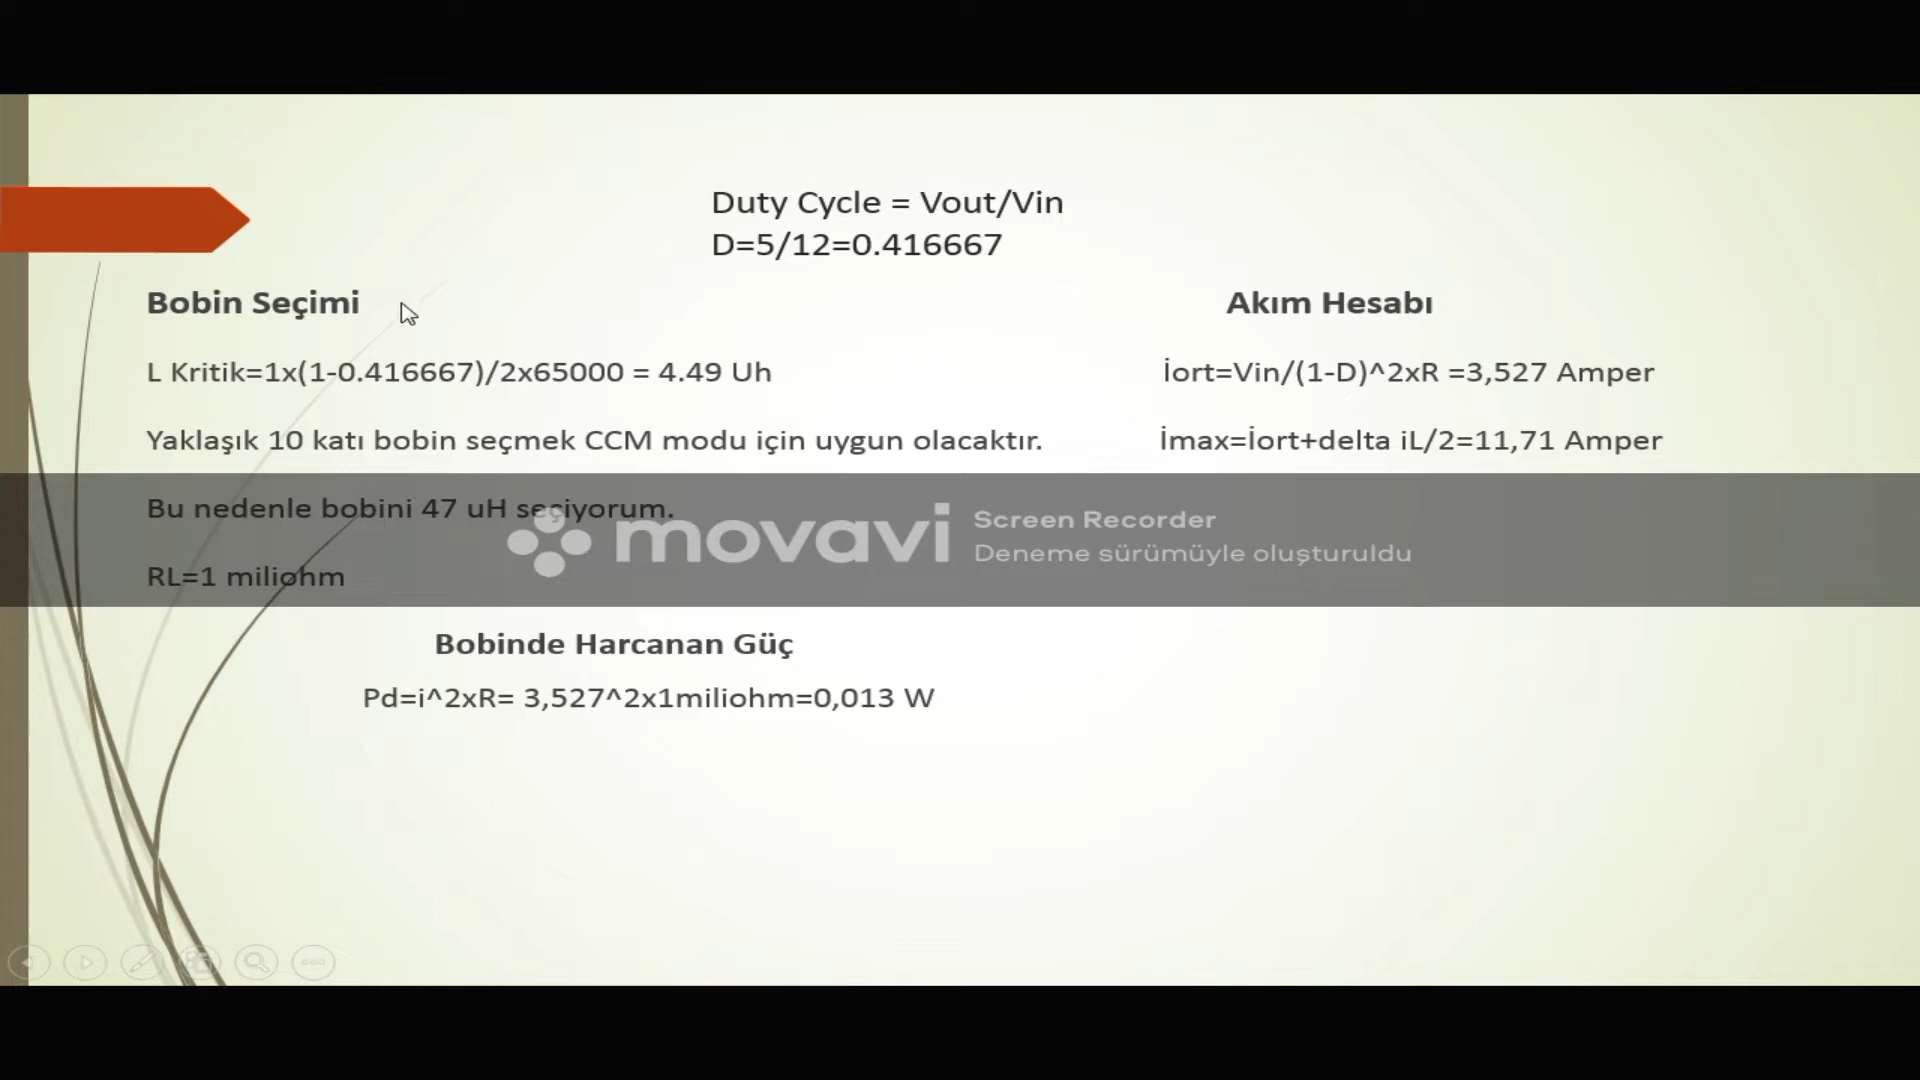 Duty Cycle = Vout/Vin
D=5/12=0.416667
Bobin Seçimi
Akım Hesabı
L Kritik=1x(1-0.416667)/2x65000 = 4.49 Uh
İort=Vin/(1-D)^2xR =3,527 Amper
Yaklaşık 10 katı bobin seçmek CCM modu için uygun olacaktır.
İmax=İort+delta iL/2=11,71 Amper
Bu nedenle bobini 47 uH seçiyorum.
movavi
Screen Recorder
Deneme sürümüyle oluşturuldu
RL=1 miliohm
Bobinde Harcanan Güç
Pd=i^2xR= 3,527^2x1miliohm=0,013 W